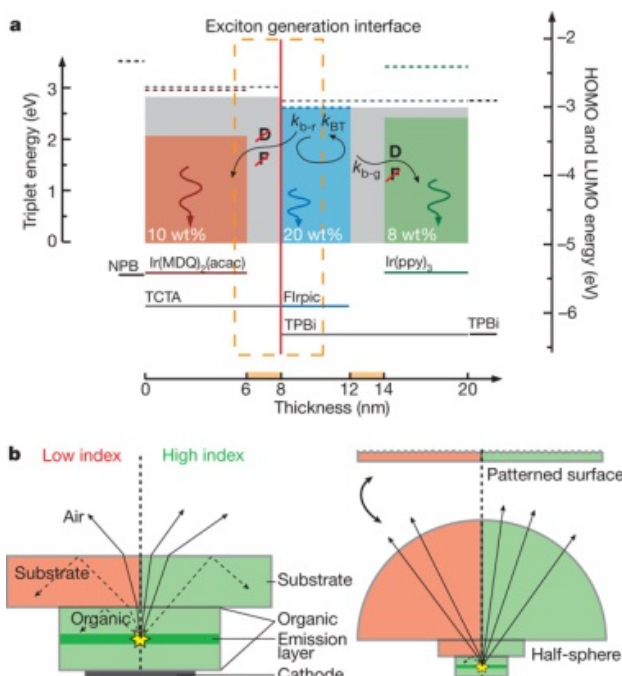 a
Exciton generation interface
Triplet energy (eV)
3
2
1
0
HOMO and LUMO energy (eV)
–2
–3
–4
–5
–6
k b-r
k BT
D
F
k b-g
D
F
10 wt%
20 wt%
8 wt%
NPB
Ir(MDQ)2(acac)
Ir(ppy)3
TCTA
FIrpic
TPBi
TPBi
0
6
8
12
14
20
Thickness (nm)
b
Low index
High index
Air
Substrate
Organic
Substrate
Organic
Emission
layer
Cathode
Patterned surface
Half-sphere